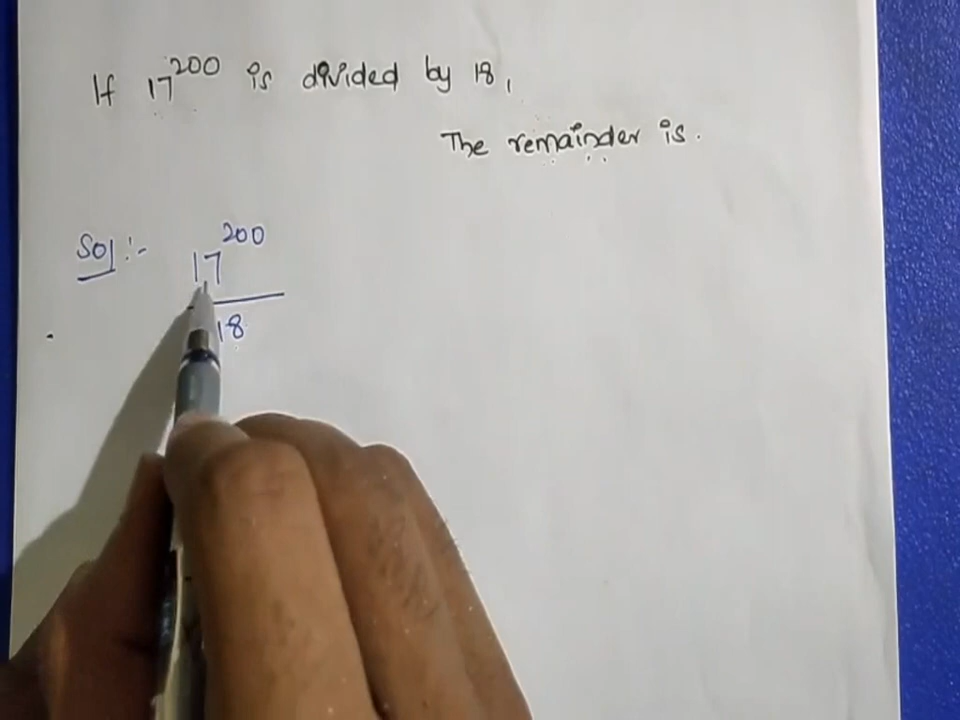 If 17^200 is divided by 18,
The remainder is.
Sol :- 17^200
18